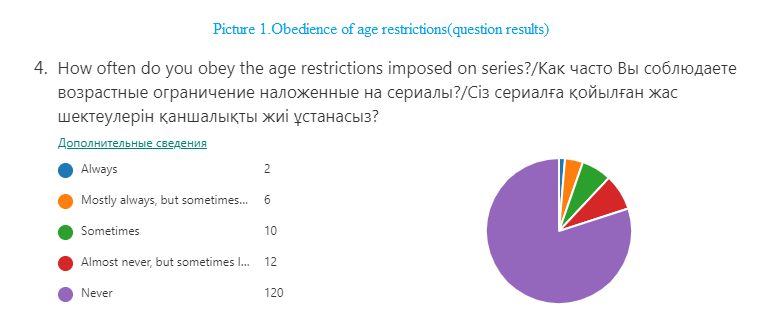 Picture 1.Obedience of age restrictions(question results)
4. How often do you obey the age restrictions imposed on series?/Как часто Вы соблюдаете
возрастные ограничение наложенные на сериалы?/Сіз сериалға қойылған жас
шектеулерін қаншалықты жиі ұстанасыз?
Дополнительные сведения
Always 2
Mostly always, but sometimes... 6
Sometimes 10
Almost never, but sometimes I... 12
Never 120